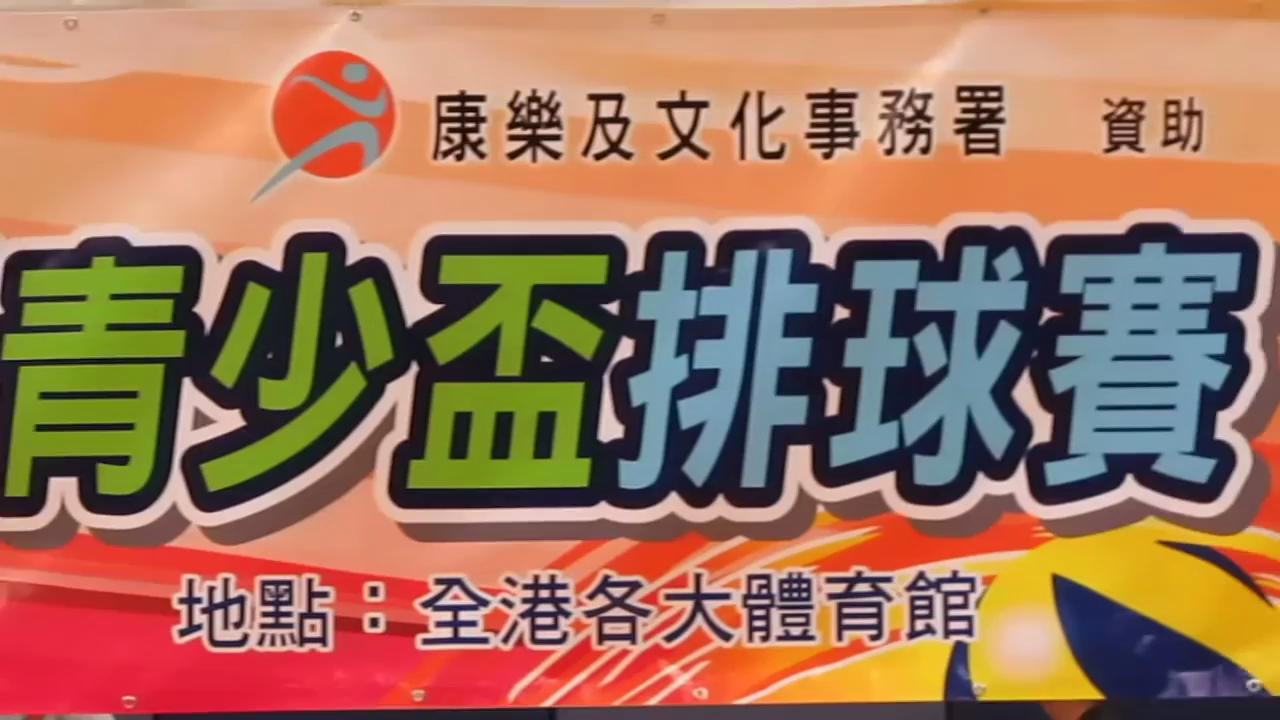 康樂及文化事務署 資助
青少盃排球賽
地點：全港各大體育館